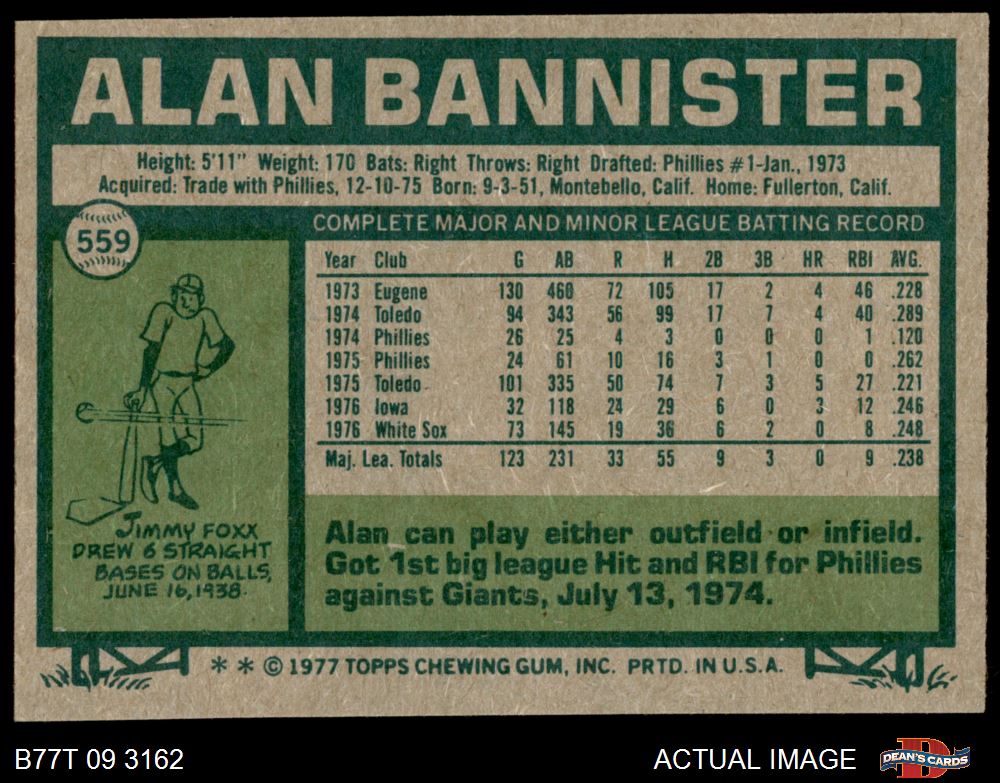 ALAN BANNISTER
Height: 5'11" Weight: 170 Bats: Right Throws: Right Drafted: Phillies #1-Jan., 1973
Acquired: Trade with Phillies, 12-10-75 Born: 9-3-51, Montebello, Calif. Home: Fullerton, Calif.
559
COMPLETE MAJOR AND MINOR LEAGUE BATTING RECORD
Year Club G AB R H 2B 3B HR RBI AVG.
1973 Eugene 130 460 72 105 17 2 4 46 .228
1974 Toledo 94 343 56 99 17 7 4 40 .289
1974 Phillies 26 25 4 3 0 0 0 1 .120
1975 Phillies 24 61 10 16 3 1 0 0 .262
1975 Toledo 101 335 50 74 7 3 5 27 .221
1976 Iowa 32 118 24 29 6 0 3 12 .246
1976 White Sox 73 145 19 36 6 2 0 8 .248
Maj. Lea. Totals 123 231 33 55 9 3 0 9 .238
JIMMY FOXX
DREW 6 STRAIGHT
BASES ON BALLS,
JUNE 16, 1938.
Alan can play either outfield or infield.
Got 1st big league Hit and RBI for Phillies
against Giants, July 13, 1974.
* * © 1977 TOPPS CHEWING GUM, INC. PRTD. IN U.S.A.
B77T 09 3162
ACTUAL IMAGE
DEAN'S CARDS